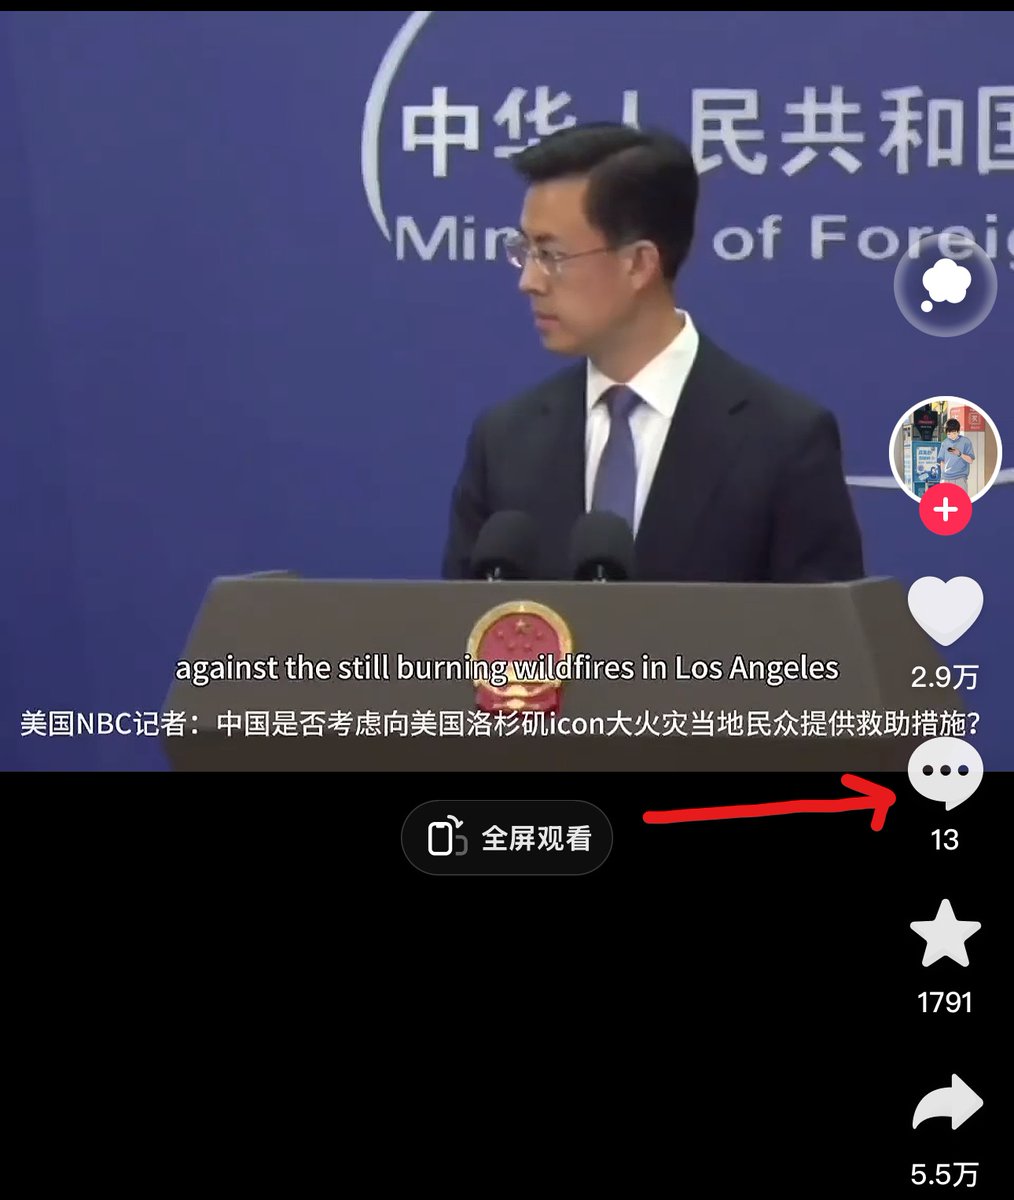 中华人民共和国
Min of Foreig
against the still burning wildfires in Los Angeles
美国NBC记者：中国是否考虑向美国洛杉矶icon大火灾当地民众提供救助措施？
2.9万
13
全屏观看
1791
5.5万